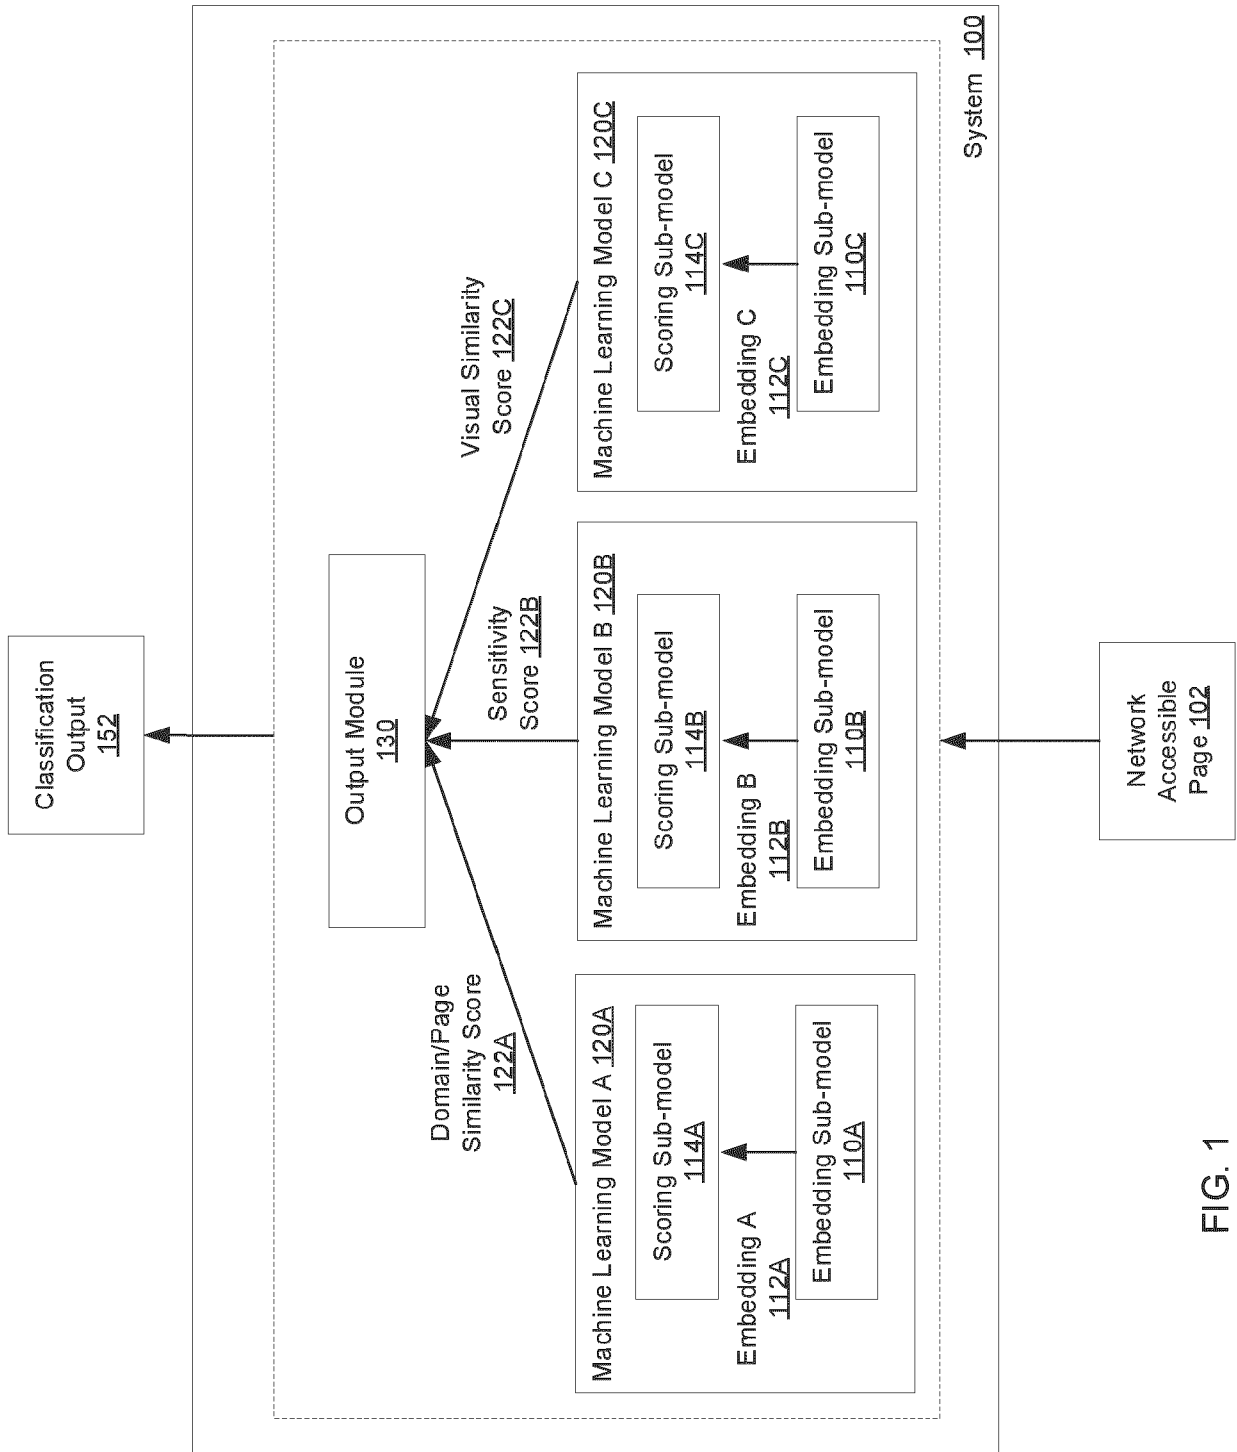 Classification
Output
152
Output Module
130
Domain/Page
Similarity Score
122A
Sensitivity
Score 122B
Visual Similarity
Score 122C
Machine Learning Model A 120A
Scoring Sub-model
114A
Embedding A
112A
Embedding Sub-model
110A
Machine Learning Model B 120B
Scoring Sub-model
114B
Embedding B
112B
Embedding Sub-model
110B
Machine Learning Model C 120C
Scoring Sub-model
114C
Embedding C
112C
Embedding Sub-model
110C
System 100
Network
Accessible
Page 102
FIG. 1